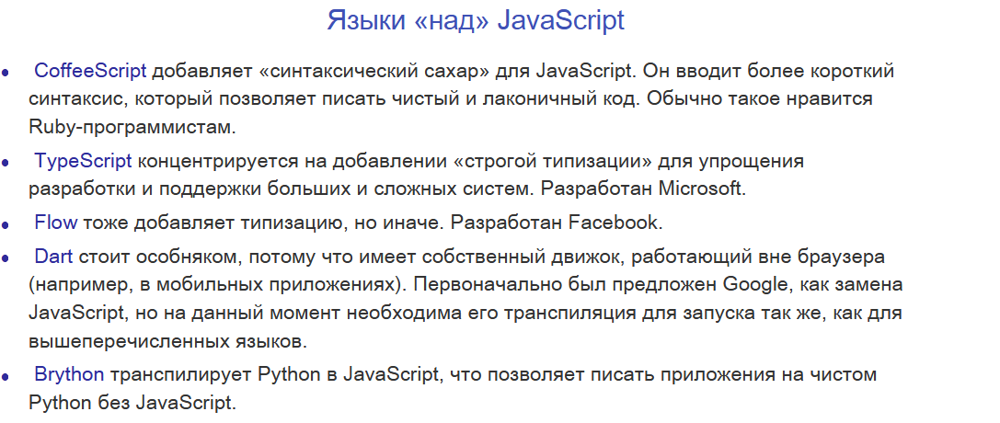 Языки «над» JavaScript
• CoffeeScript добавляет «синтаксический сахар» для JavaScript. Он вводит более короткий
синтаксис, который позволяет писать чистый и лаконичный код. Обычно такое нравится
Ruby-программистам.
• TypeScript концентрируется на добавлении «строгой типизации» для упрощения
разработки и поддержки больших и сложных систем. Разработан Microsoft.
• Flow тоже добавляет типизацию, но иначе. Разработан Facebook.
• Dart стоит особняком, потому что имеет собственный движок, работающий вне браузера
(например, в мобильных приложениях). Первоначально был предложен Google, как замена
JavaScript, но на данный момент необходима его транспиляция для запуска так же, как для
вышеперечисленных языков.
• Brython транспилирует Python в JavaScript, что позволяет писать приложения на чистом
Python без JavaScript.